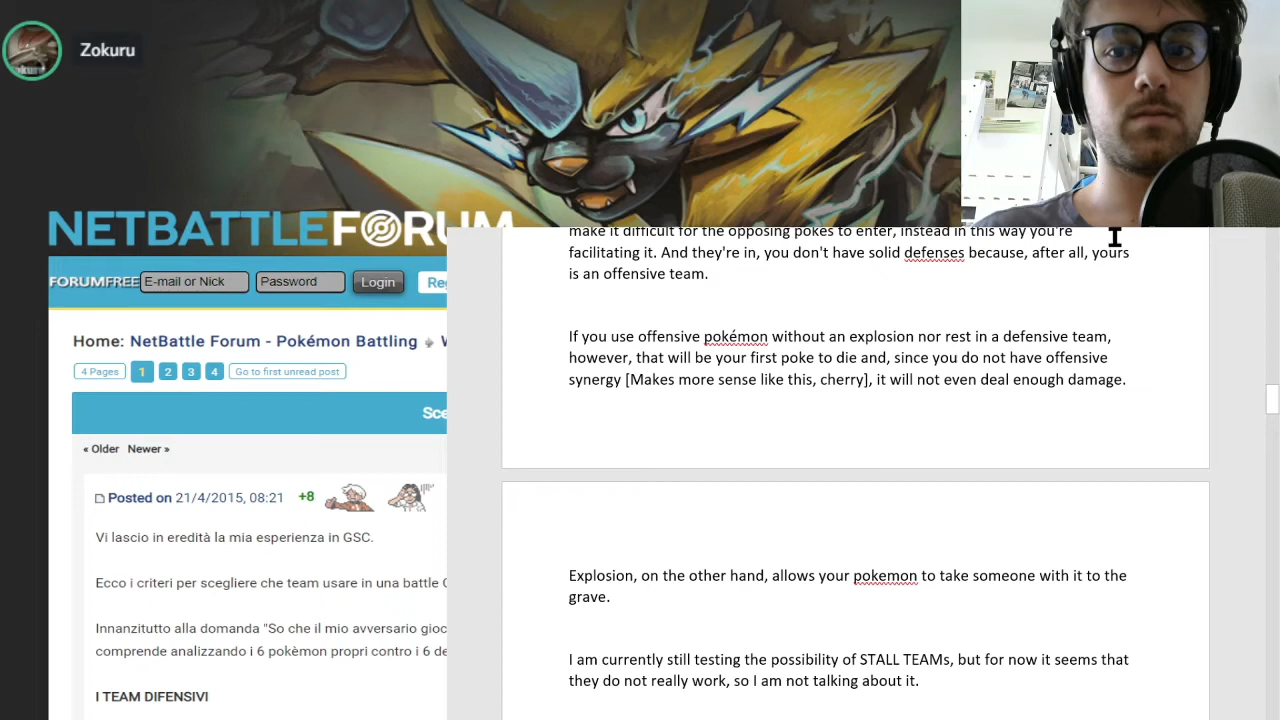 Zokuru
NETBATTLEFORUM
FORUMFREE E-mail or Nick Password Login Reg
Home: NetBattle Forum - Pokémon Battling
4 Pages 1 2 3 4 Go to first unread post
Sce
« Older Newer »
Posted on 21/4/2015, 08:21 +8
Vi lascio in eredità la mia esperienza in GSC.
Ecco i criteri per scegliere che team usare in una battle
Innanzitutto alla domanda "So che il mio avversario gioc
comprende analizzando i 6 pokèmon propri contro i 6 de
I TEAM DIFENSIVI
make it difficult for the opposing pokes to enter, instead in this way you're
facilitating it. And they're in, you don't have solid defenses because, after all, yours
is an offensive team.
If you use offensive pokémon without an explosion nor rest in a defensive team,
however, that will be your first poke to die and, since you do not have offensive
synergy [Makes more sense like this, cherry], it will not even deal enough damage.
Explosion, on the other hand, allows your pokemon to take someone with it to the
grave.
I am currently still testing the possibility of STALL TEAMs, but for now it seems that
they do not really work, so I am not talking about it.